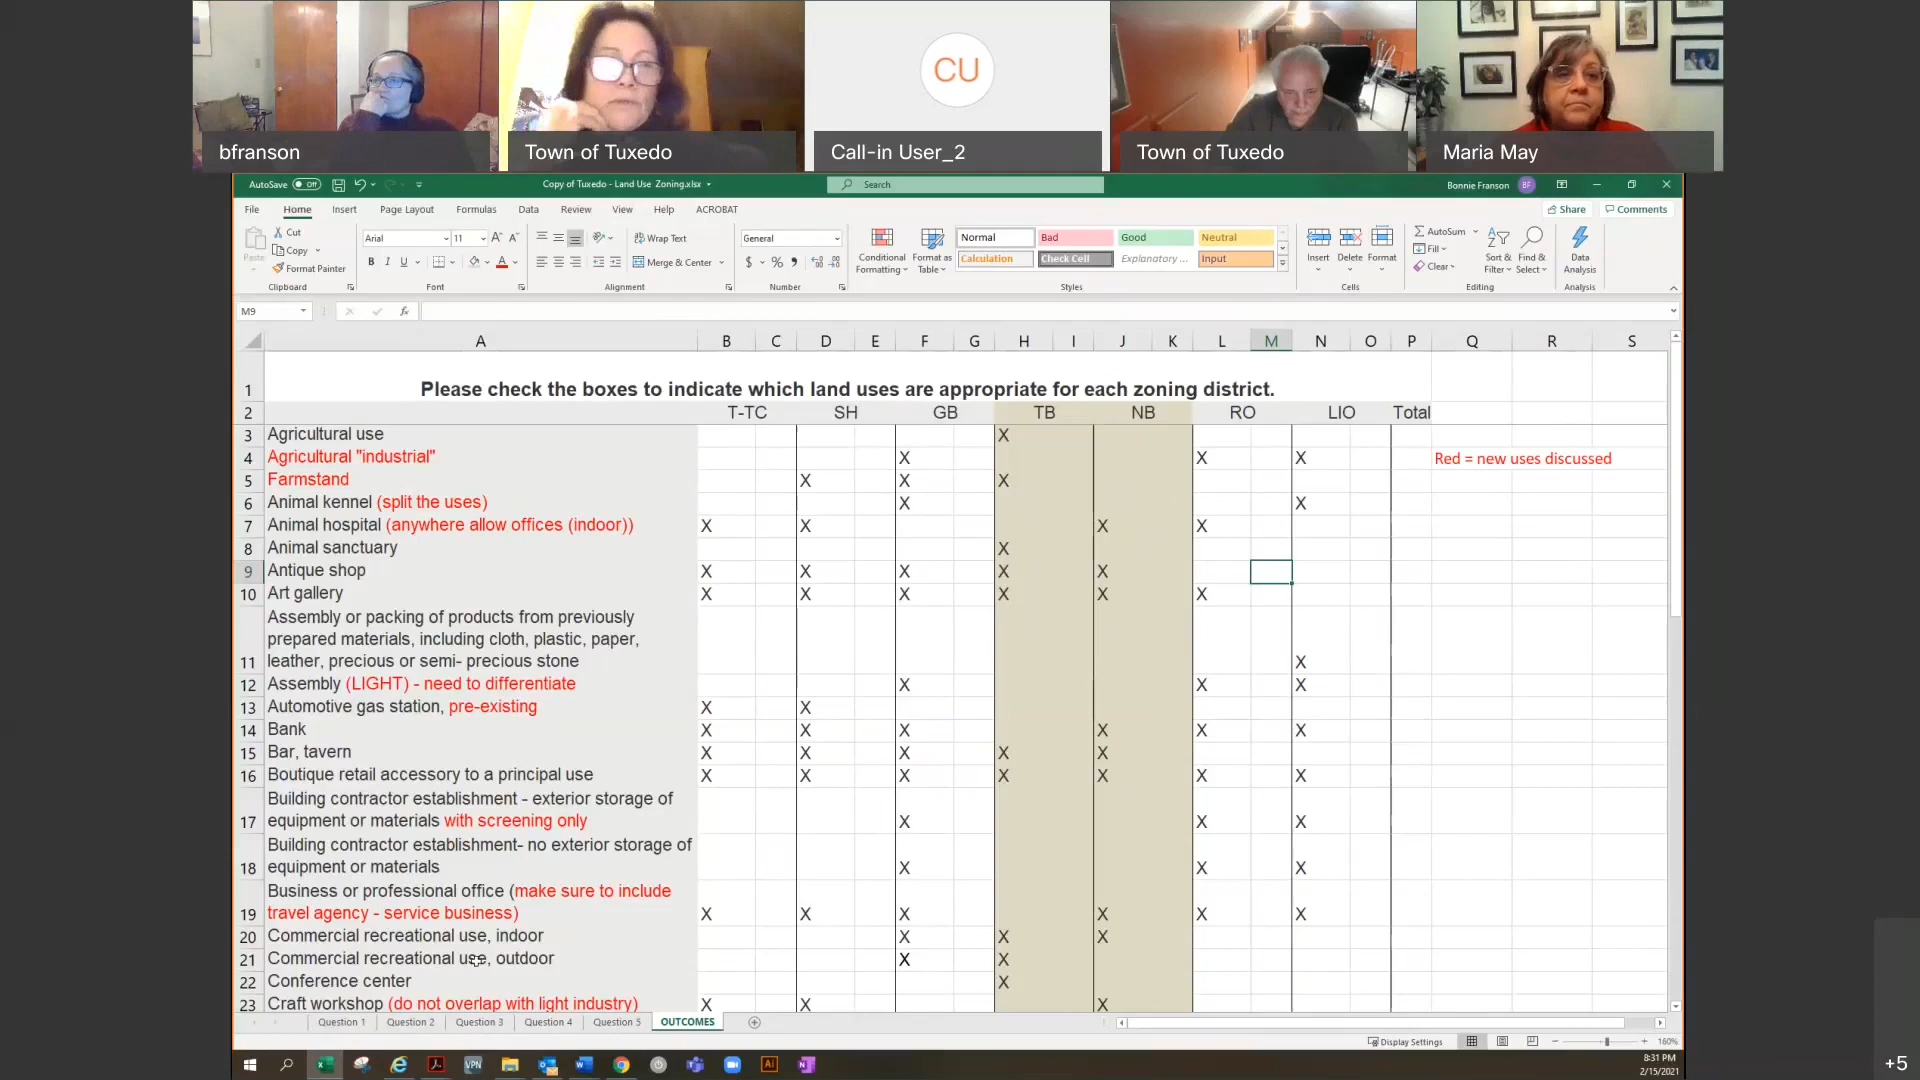 CU
bfranson
Town of Tuxedo
Call-in User_2
Town of Tuxedo
Maria May
AutoSave Off
Copy of Tuxedo - Land Use Zoning.xlsx
Search
Bonnie Franson BF
File Home Insert Page Layout Formulas Data Review View Help ACROBAT
Share Comments
Paste
Cut
Copy
Format Painter
Clipboard
Arial 11
B I U
Font
Wrap Text
Merge & Center
Alignment
General
Number
Conditional Formatting
Format as Table
Normal Bad Good Neutral
Calculation Check Cell Explanatory ... Input
Styles
Insert Delete Format
Cells
AutoSum
Fill
Clear
Sort & Filter
Find & Select
Editing
Data Analysis
Analysis
M9
fx
A B C D E F G H I J K L M N O P Q R S
1 Please check the boxes to indicate which land uses are appropriate for each zoning district.
2 T-TC SH GB TB NB RO LIO Total
3 Agricultural use X
4 Agricultural "industrial" X X X Red = new uses discussed
5 Farmstand X X X
6 Animal kennel (split the uses) X X
7 Animal hospital (anywhere allow offices (indoor)) X X X X
8 Animal sanctuary X
9 Antique shop X X X X X
10 Art gallery X X X X X X
Assembly or packing of products from previously
prepared materials, including cloth, plastic, paper,
11 leather, precious or semi- precious stone X
12 Assembly (LIGHT) - need to differentiate X X X
13 Automotive gas station, pre-existing X X
14 Bank X X X X X X
15 Bar, tavern X X X X X
16 Boutique retail accessory to a principal use X X X X X X X
Building contractor establishment - exterior storage of
17 equipment or materials with screening only X X X
Building contractor establishment- no exterior storage of
18 equipment or materials X X X
Business or professional office (make sure to include
19 travel agency - service business) X X X X X X
20 Commercial recreational use, indoor X X X
21 Commercial recreational use, outdoor X X
22 Conference center X
23 Craft workshop (do not overlap with light industry) X X X
Question 1 Question 2 Question 3 Question 4 Question 5 OUTCOMES
Display Settings 160%
VPN
8:31 PM
2/15/2021
+5